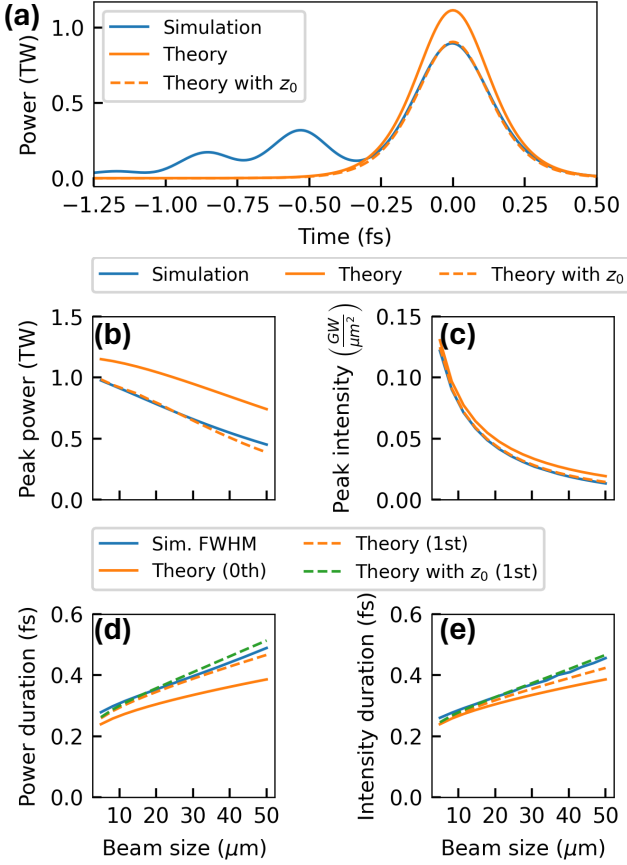 (a)
Power (TW)
1.0
0.5
0.0
Simulation
Theory
Theory with z₀
−1.25 −1.00 −0.75 −0.50 −0.25 0.00 0.25 0.50
Time (fs)
Simulation Theory Theory with z₀
(b)
Peak power (TW)
1.5
1.0
0.5
0.0
(c)
Peak intensity (GW/μm²)
0.15
0.10
0.05
0.00
Sim. FWHM Theory (1st)
Theory (0th) Theory with z₀ (1st)
(d)
Power duration (fs)
0.6
0.4
0.2
0.0
10 20 30 40 50
Beam size (μm)
(e)
Intensity duration (fs)
0.6
0.4
0.2
0.0
10 20 30 40 50
Beam size (μm)